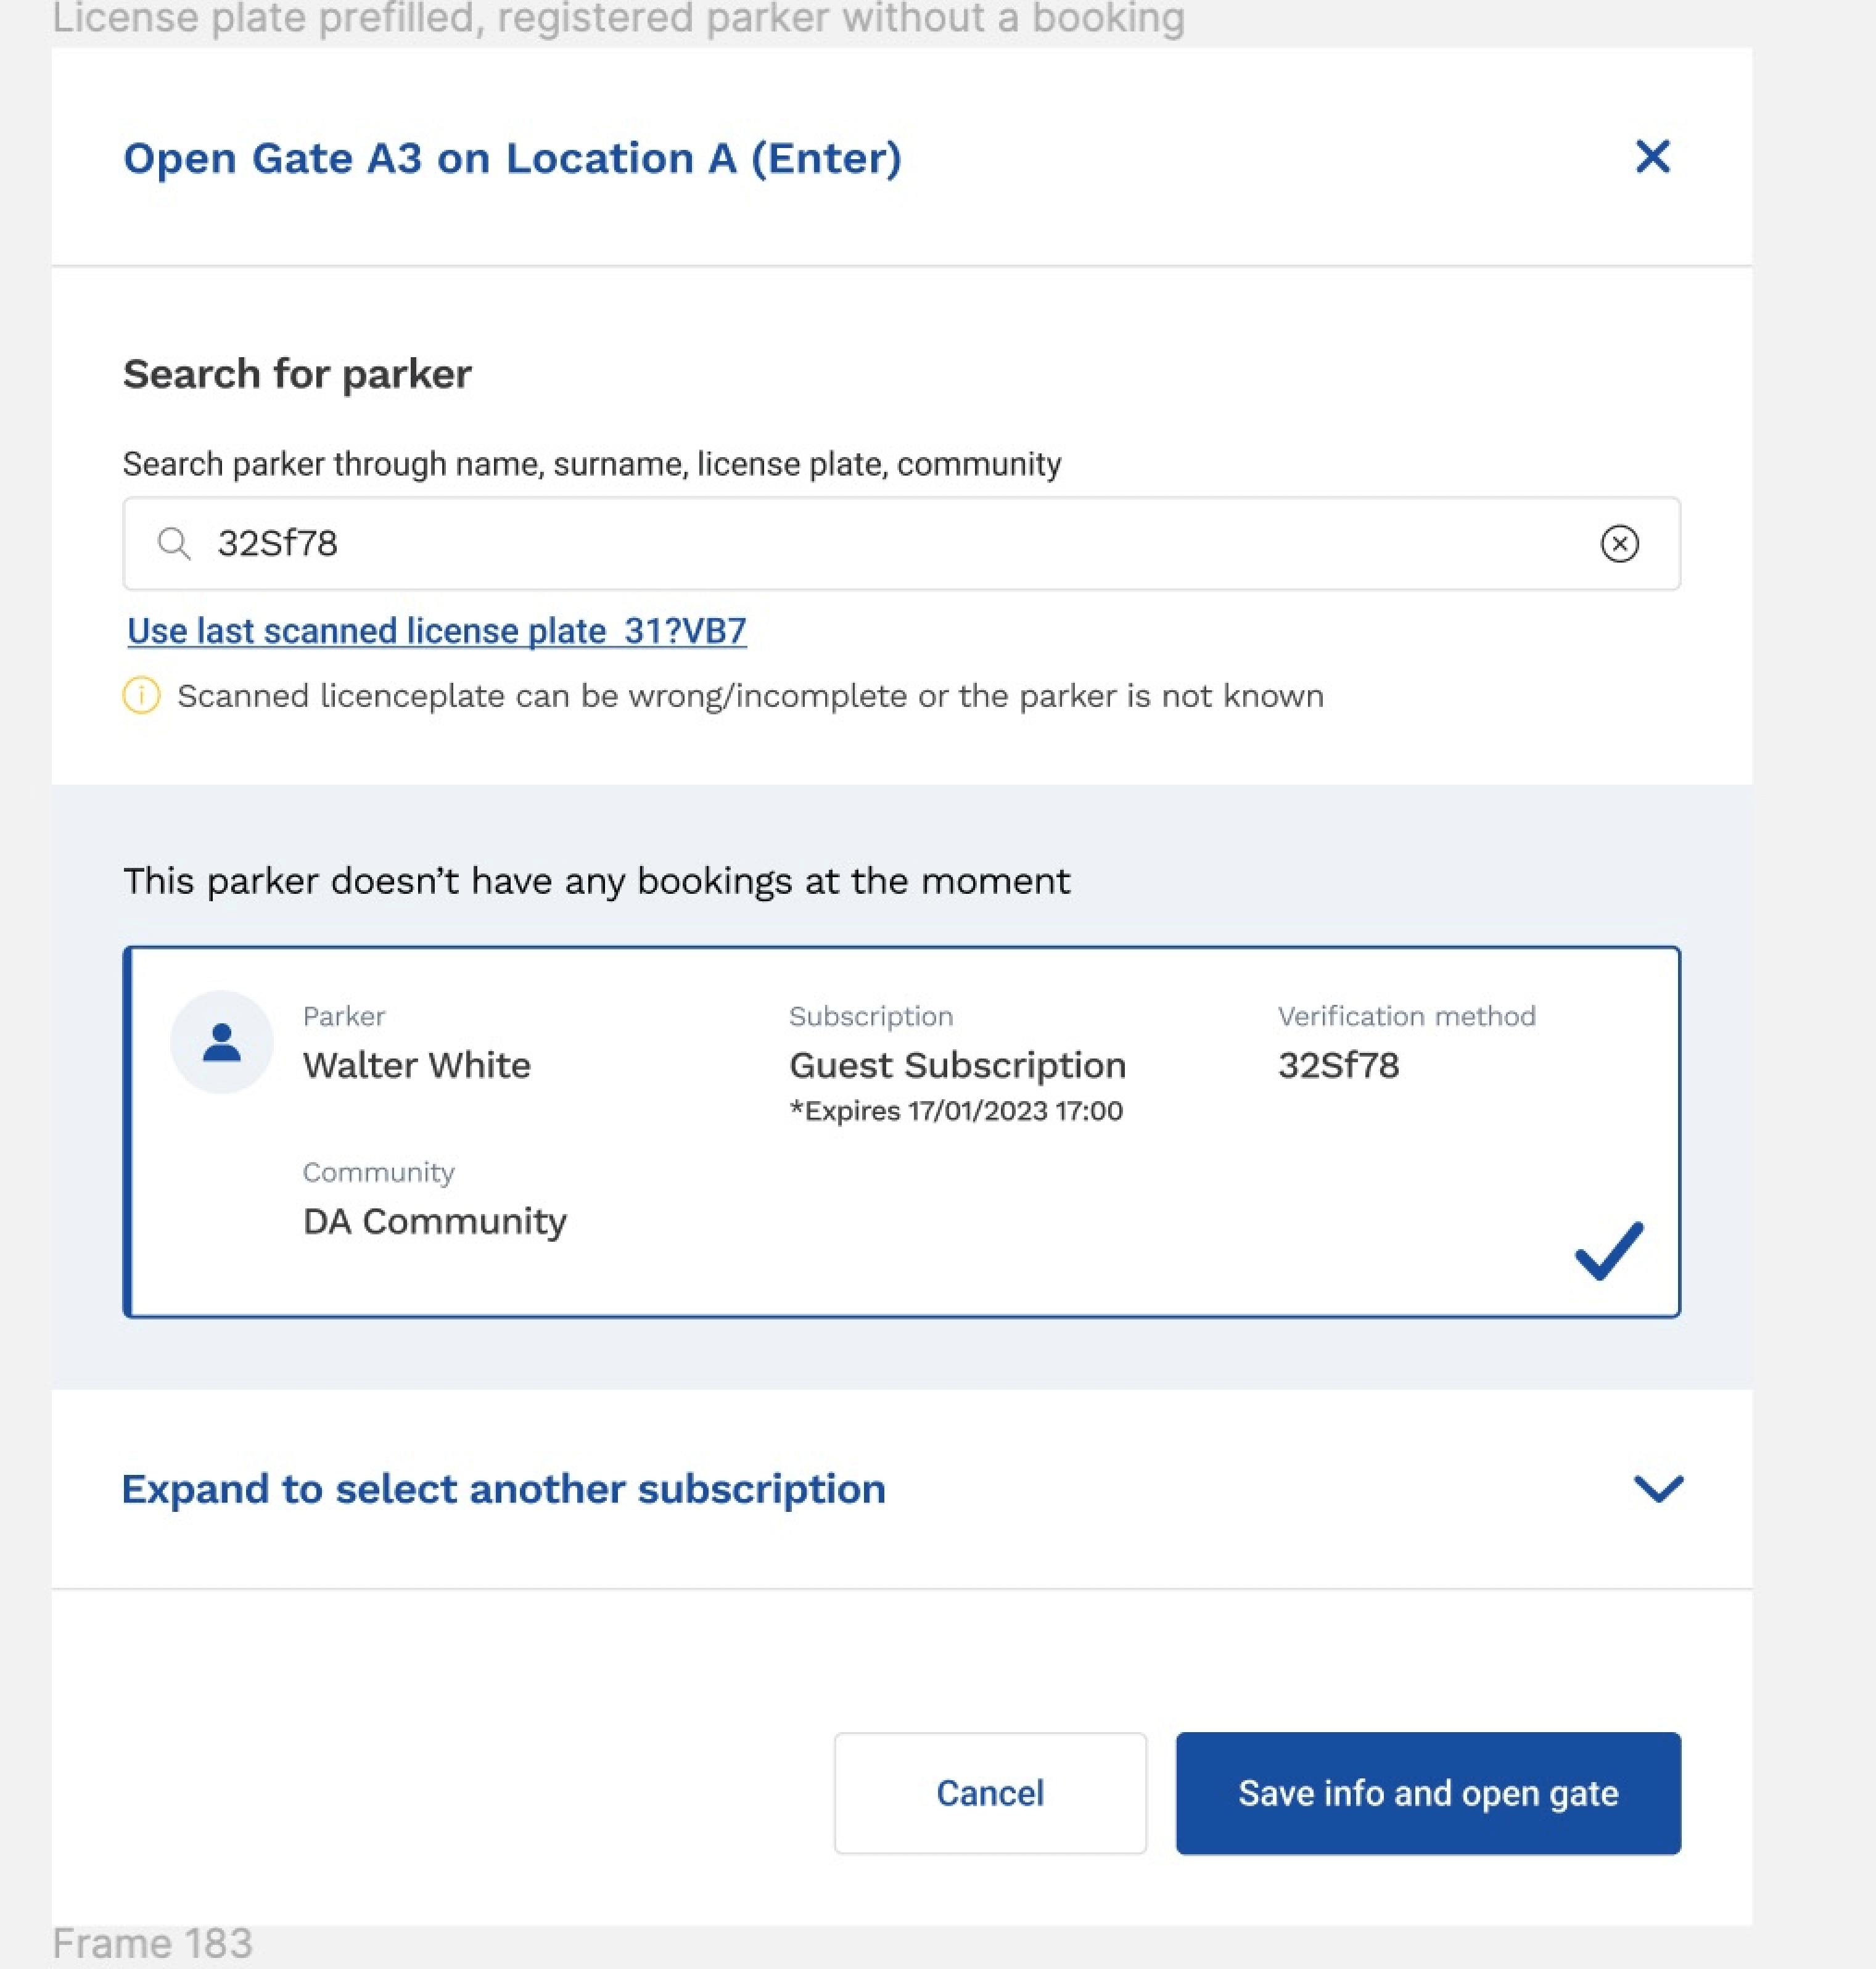 License plate prefilled, registered parker without a booking
Open Gate A3 on Location A (Enter)
Search for parker
Search parker through name, surname, license plate, community
32Sf78
Use last scanned license plate 31?VB7
Scanned licenceplate can be wrong/incomplete or the parker is not known
This parker doesn’t have any bookings at the moment
Parker
Walter White
Subscription
Guest Subscription
*Expires 17/01/2023 17:00
Verification method
32Sf78
Community
DA Community
Expand to select another subscription
Cancel
Save info and open gate
Frame 183